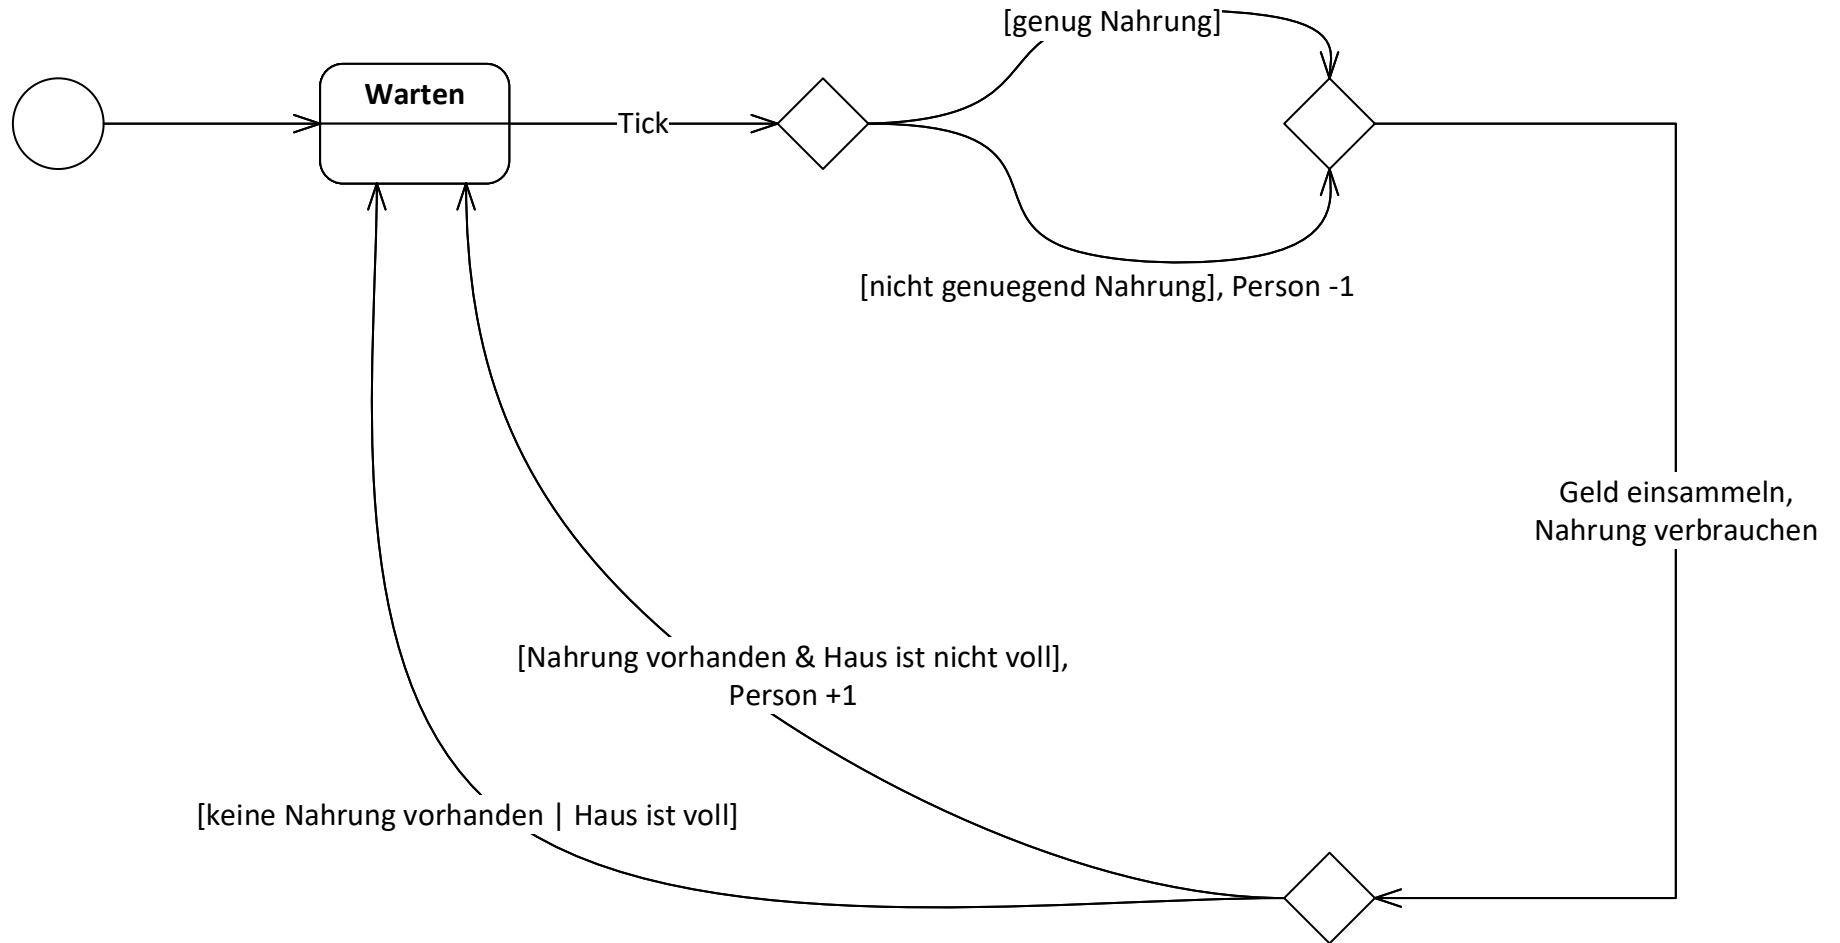 [genug Nahrung]
Warten
Tick
[nicht genuegend Nahrung], Person -1
Geld einsammeln,
Nahrung verbrauchen
[Nahrung vorhanden & Haus ist nicht voll],
Person +1
[keine Nahrung vorhanden | Haus ist voll]